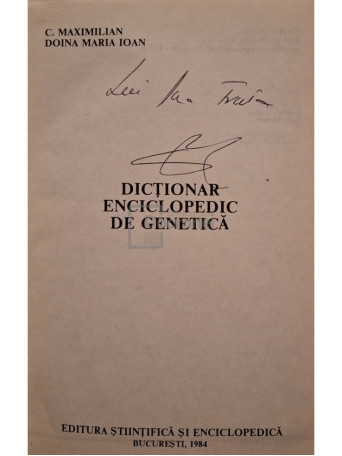 C. MAXIMILIAN
DOINA MARIA IOAN
DICȚIONAR
ENCICLOPEDIC
DE GENETICĂ
EDITURA ȘTIINȚIFICĂ ȘI ENCICLOPEDICĂ
BUCUREȘTI, 1984